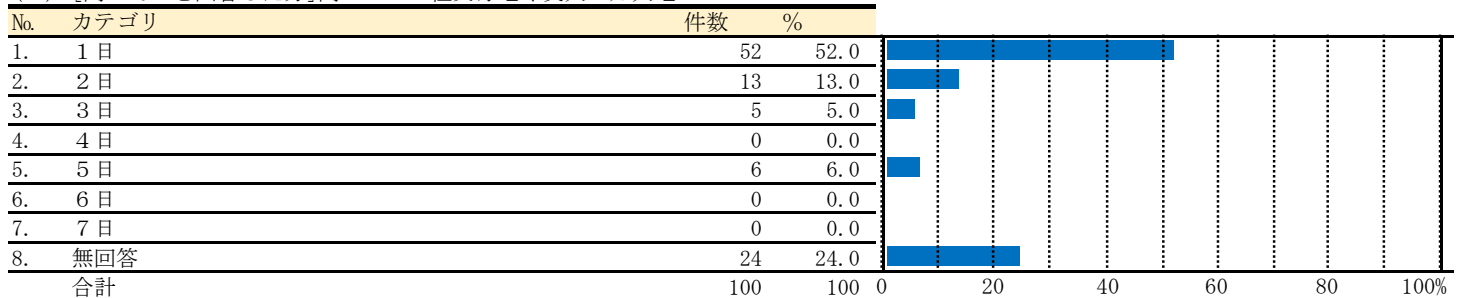 № カテゴリ 件数 %
1. 1日 52 52.0
2. 2日 13 13.0
3. 3日 5 5.0
4. 4日 0 0.0
5. 5日 6 6.0
6. 6日 0 0.0
7. 7日 0 0.0
8. 無回答 24 24.0
合計 100 100
0 20 40 60 80 100%